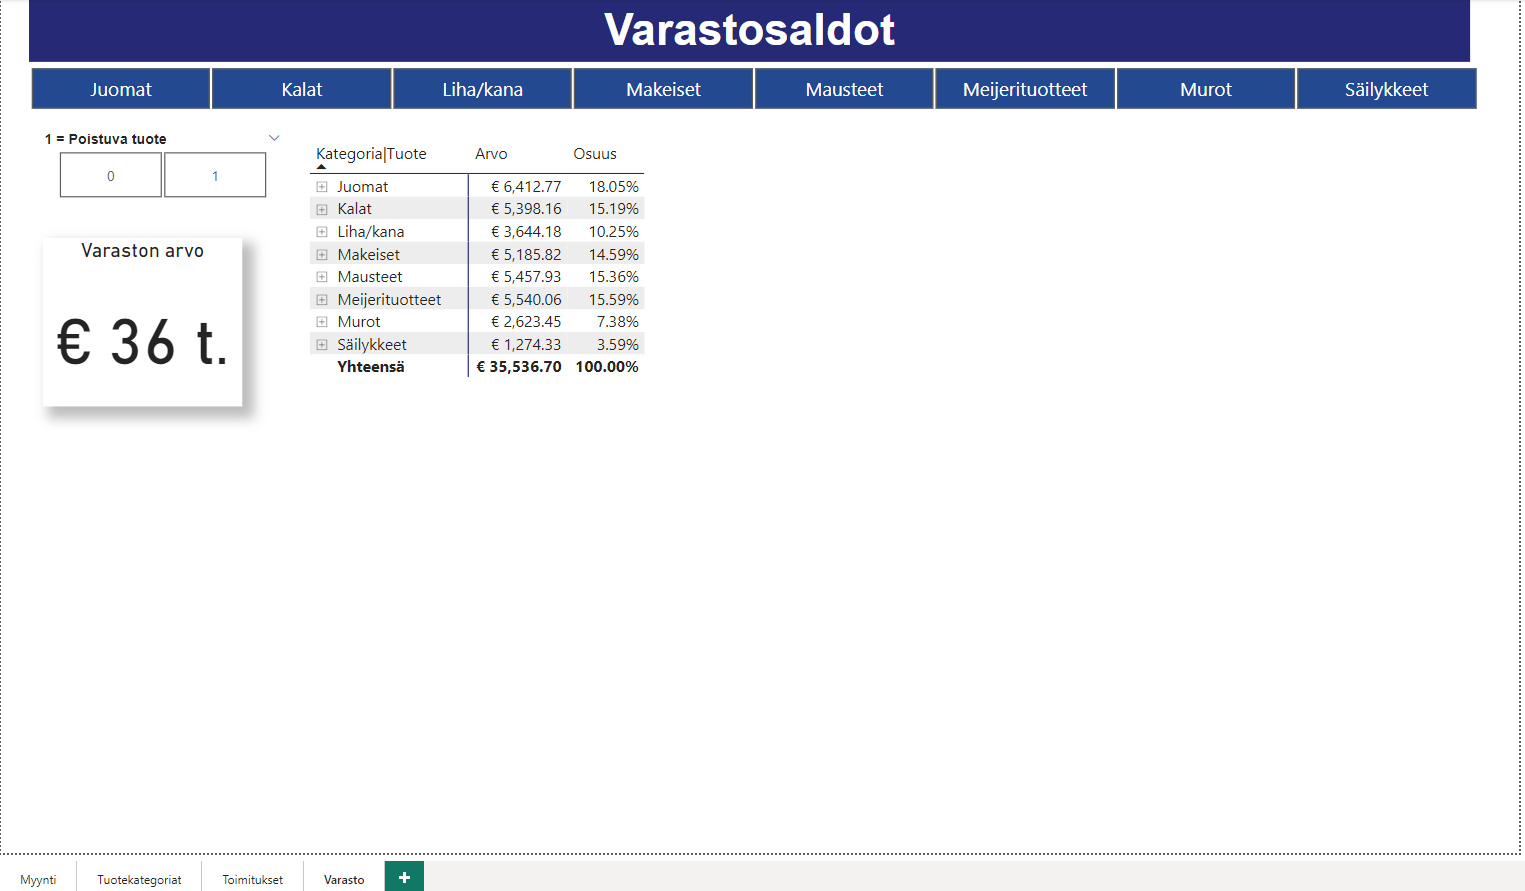 Varastosaldot
Juomat Kalat Liha/kana Makeiset Mausteet Meijerituotteet Murot Säilykkeet
1 = Poistuva tuote
0 1
Varaston arvo
€ 36 t.
Kategoria|Tuote Arvo Osuus
Juomat € 6,412.77 18.05%
Kalat € 5,398.16 15.19%
Liha/kana € 3,644.18 10.25%
Makeiset € 5,185.82 14.59%
Mausteet € 5,457.93 15.36%
Meijerituotteet € 5,540.06 15.59%
Murot € 2,623.45 7.38%
Säilykkeet € 1,274.33 3.59%
Yhteensä € 35,536.70 100.00%
Myynti Tuotekategoriat Toimitukset Varasto +